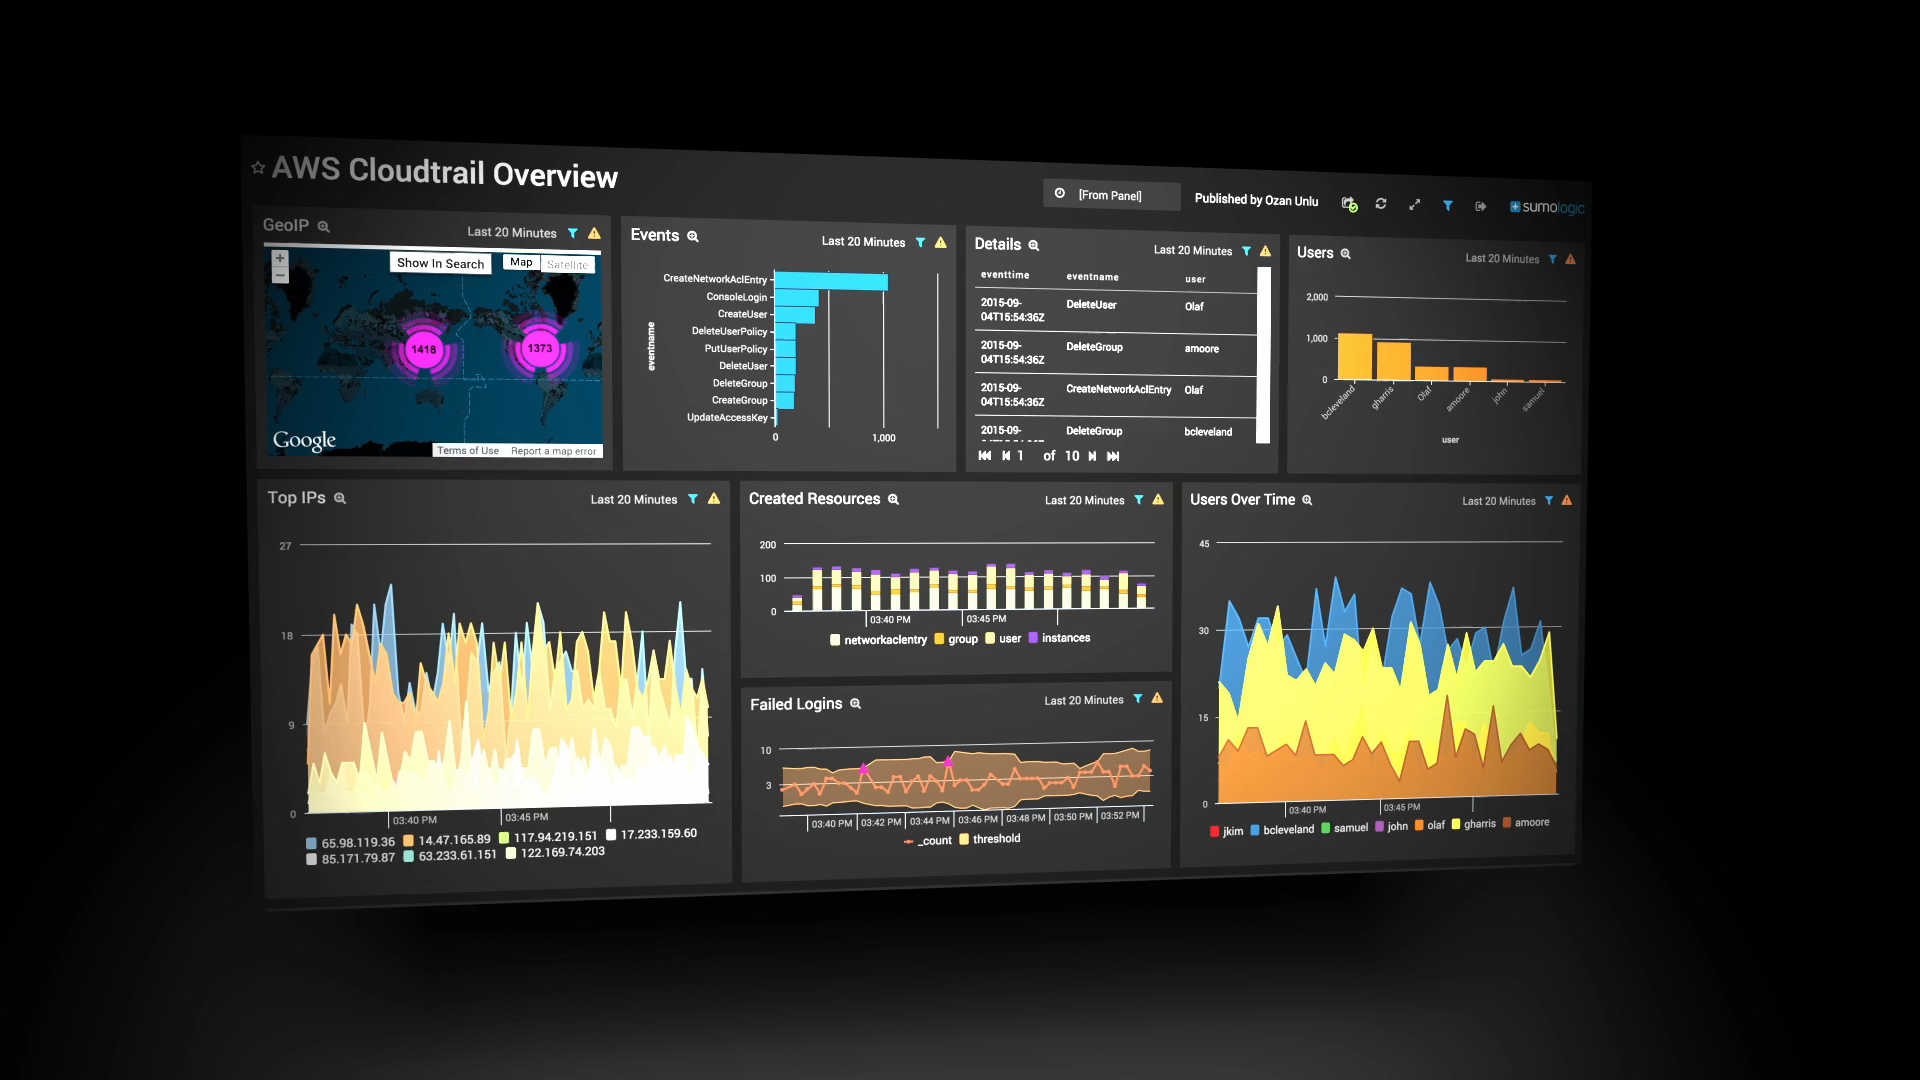 AWS Cloudtrail Overview
[From Panel]
Published by Ozan Unlu
sumologic
GeoIP
Last 20 Minutes
+
−
Show In Search
Map
Satellite
1418
1373
Google
Terms of Use
Report a map error
Events
Last 20 Minutes
eventname
CreateNetworkAclEntry
ConsoleLogin
CreateUser
DeleteUserPolicy
PutUserPolicy
DeleteUser
DeleteGroup
CreateGroup
UpdateAccessKey
0 1,000
Details
Last 20 Minutes
eventtime eventname user
2015-09-
04T15:54:36Z DeleteUser Olaf
2015-09-
04T15:54:36Z DeleteGroup amoore
2015-09-
04T15:54:36Z CreateNetworkAclEntry Olaf
2015-09- DeleteGroup bcleveland
1 of 10
Users
Last 20 Minutes
2,000
1,000
0
bcleveland gharris Olaf amoore john samuel
user
Top IPs
Last 20 Minutes
27
18
9
0
03:40 PM 03:45 PM
65.98.119.36 14.47.165.89 117.94.219.151 17.233.159.60
85.171.79.87 63.233.61.151 122.169.74.203
Created Resources
Last 20 Minutes
200
100
0
03:40 PM 03:45 PM
networkaclentry group user instances
Failed Logins
Last 20 Minutes
10
3
03:40 PM 03:42 PM 03:44 PM 03:46 PM 03:48 PM 03:50 PM 03:52 PM
_count threshold
Users Over Time
Last 20 Minutes
45
30
15
0
03:40 PM 03:45 PM
jkim bcleveland samuel john olaf gharris amoore